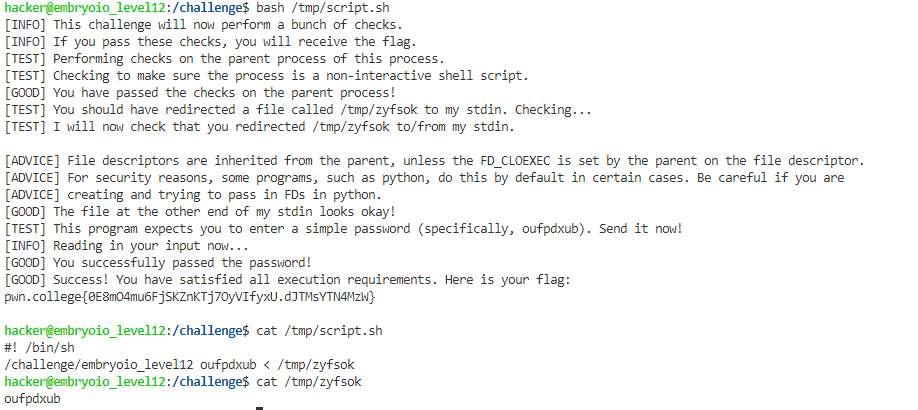 hacker@embryoio_level12:/challenge$ bash /tmp/script.sh
[INFO] This challenge will now perform a bunch of checks.
[INFO] If you pass these checks, you will receive the flag.
[TEST] Performing checks on the parent process of this process.
[TEST] Checking to make sure the process is a non-interactive shell script.
[GOOD] You have passed the checks on the parent process!
[TEST] You should have redirected a file called /tmp/zyfsok to my stdin. Checking...
[TEST] I will now check that you redirected /tmp/zyfsok to/from my stdin.
[ADVICE] File descriptors are inherited from the parent, unless the FD_CLOEXEC is set by the parent on the file descriptor.
[ADVICE] For security reasons, some programs, such as python, do this by default in certain cases. Be careful if you are
[ADVICE] creating and trying to pass in FDs in python.
[GOOD] The file at the other end of my stdin looks okay!
[TEST] This program expects you to enter a simple password (specifically, oufpdxub). Send it now!
[INFO] Reading in your input now...
[GOOD] You successfully passed the password!
[GOOD] Success! You have satisfied all execution requirements. Here is your flag:
pwn.college{0E8mO4mu6FjSKZnKTj7OyVIfyxU.dJTMsYTN4MzW}
hacker@embryoio_level12:/challenge$ cat /tmp/script.sh
#! /bin/sh
/challenge/embryoio_level12 oufpdxub < /tmp/zyfsok
hacker@embryoio_level12:/challenge$ cat /tmp/zyfsok
oufpdxub